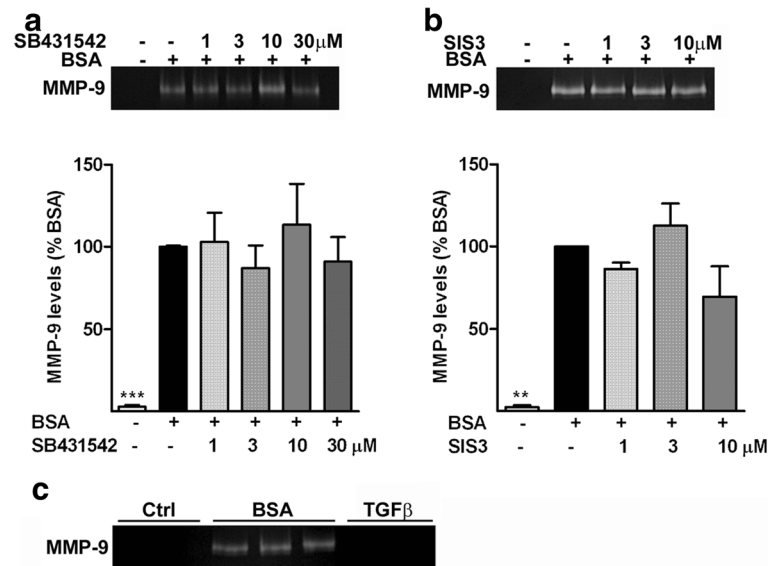 a
SB431542 - - 1 3 10 30μM
BSA - + + + + +
MMP-9
150
100
50
MMP-9 levels (% BSA)
***
BSA - + + + + +
SB431542 - - 1 3 10 30 μM
b
SIS3 - - 1 3 10μM
BSA - + + + +
MMP-9
150
100
50
MMP-9 levels (% BSA)
**
BSA - + + + +
SIS3 - - 1 3 10 μM
c
Ctrl BSA TGFβ
MMP-9